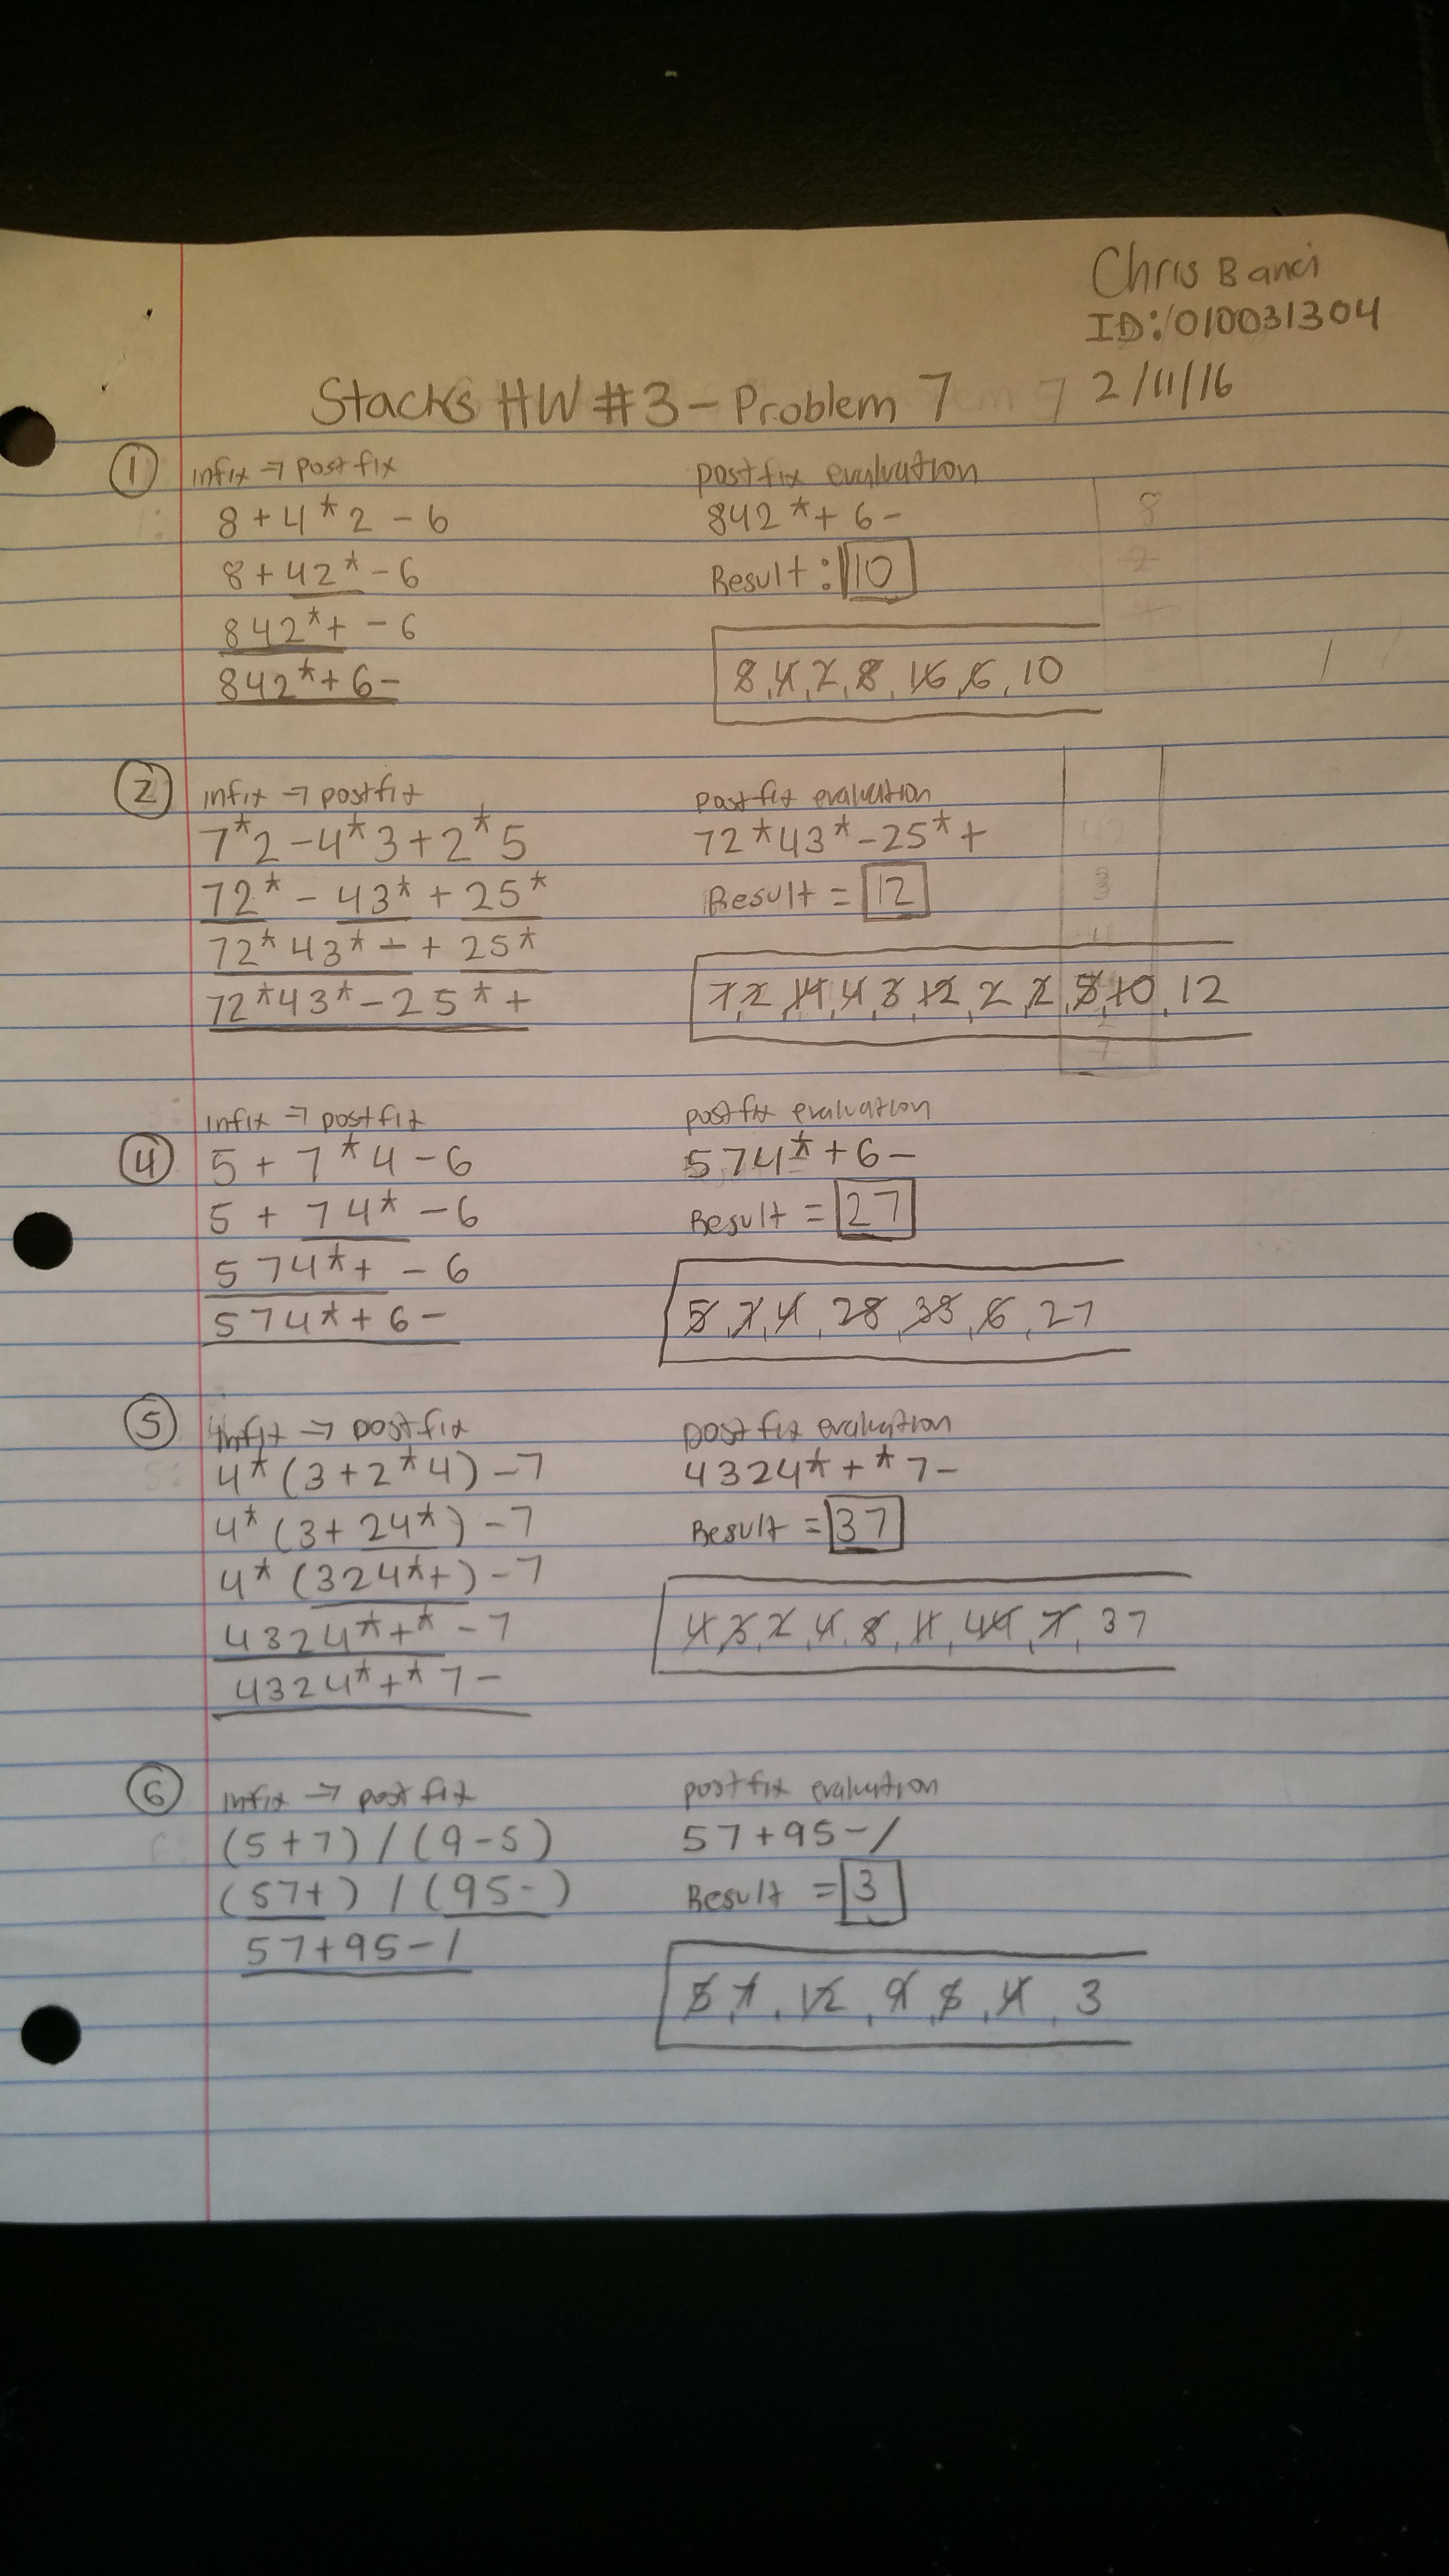 Chris Banci
ID:010031304
2/11/16
Stacks HW #3 - Problem 7
① infix → postfix
8 + 4 * 2 - 6
8 + 42* - 6
842*+ - 6
842*+6-
postfix evaluation
842*+6-
Result: 10
8, 4, 2, 8, 16, 6, 10
② infix → postfix
7*2 - 4*3 + 2*5
72* - 43* + 25*
72*43*- + 25*
72*43*-25*+
postfix evaluation
72*43*-25*+
Result = 12
7, 2, 14, 4, 3, 12, 2, 2, 5, 10, 12
④ infix → postfix
5 + 7*4 - 6
5 + 74* - 6
574*+ - 6
574*+6-
postfix evaluation
574*+6-
Result = 27
5, 7, 4, 28, 33, 6, 27
⑤ infix → postfix
4*(3+2*4)-7
4*(3+24*)-7
4*(324*+)-7
4324*+* - 7
4324*+*7-
postfix evaluation
4324*+*7-
Result = 37
4, 3, 2, 4, 8, 11, 44, 7, 37
⑥ infix → postfix
(5+7)/(9-5)
(57+)/(95-)
57+95-/
postfix evaluation
57+95-/
Result = 3
5, 7, 12, 9, 5, 4, 3